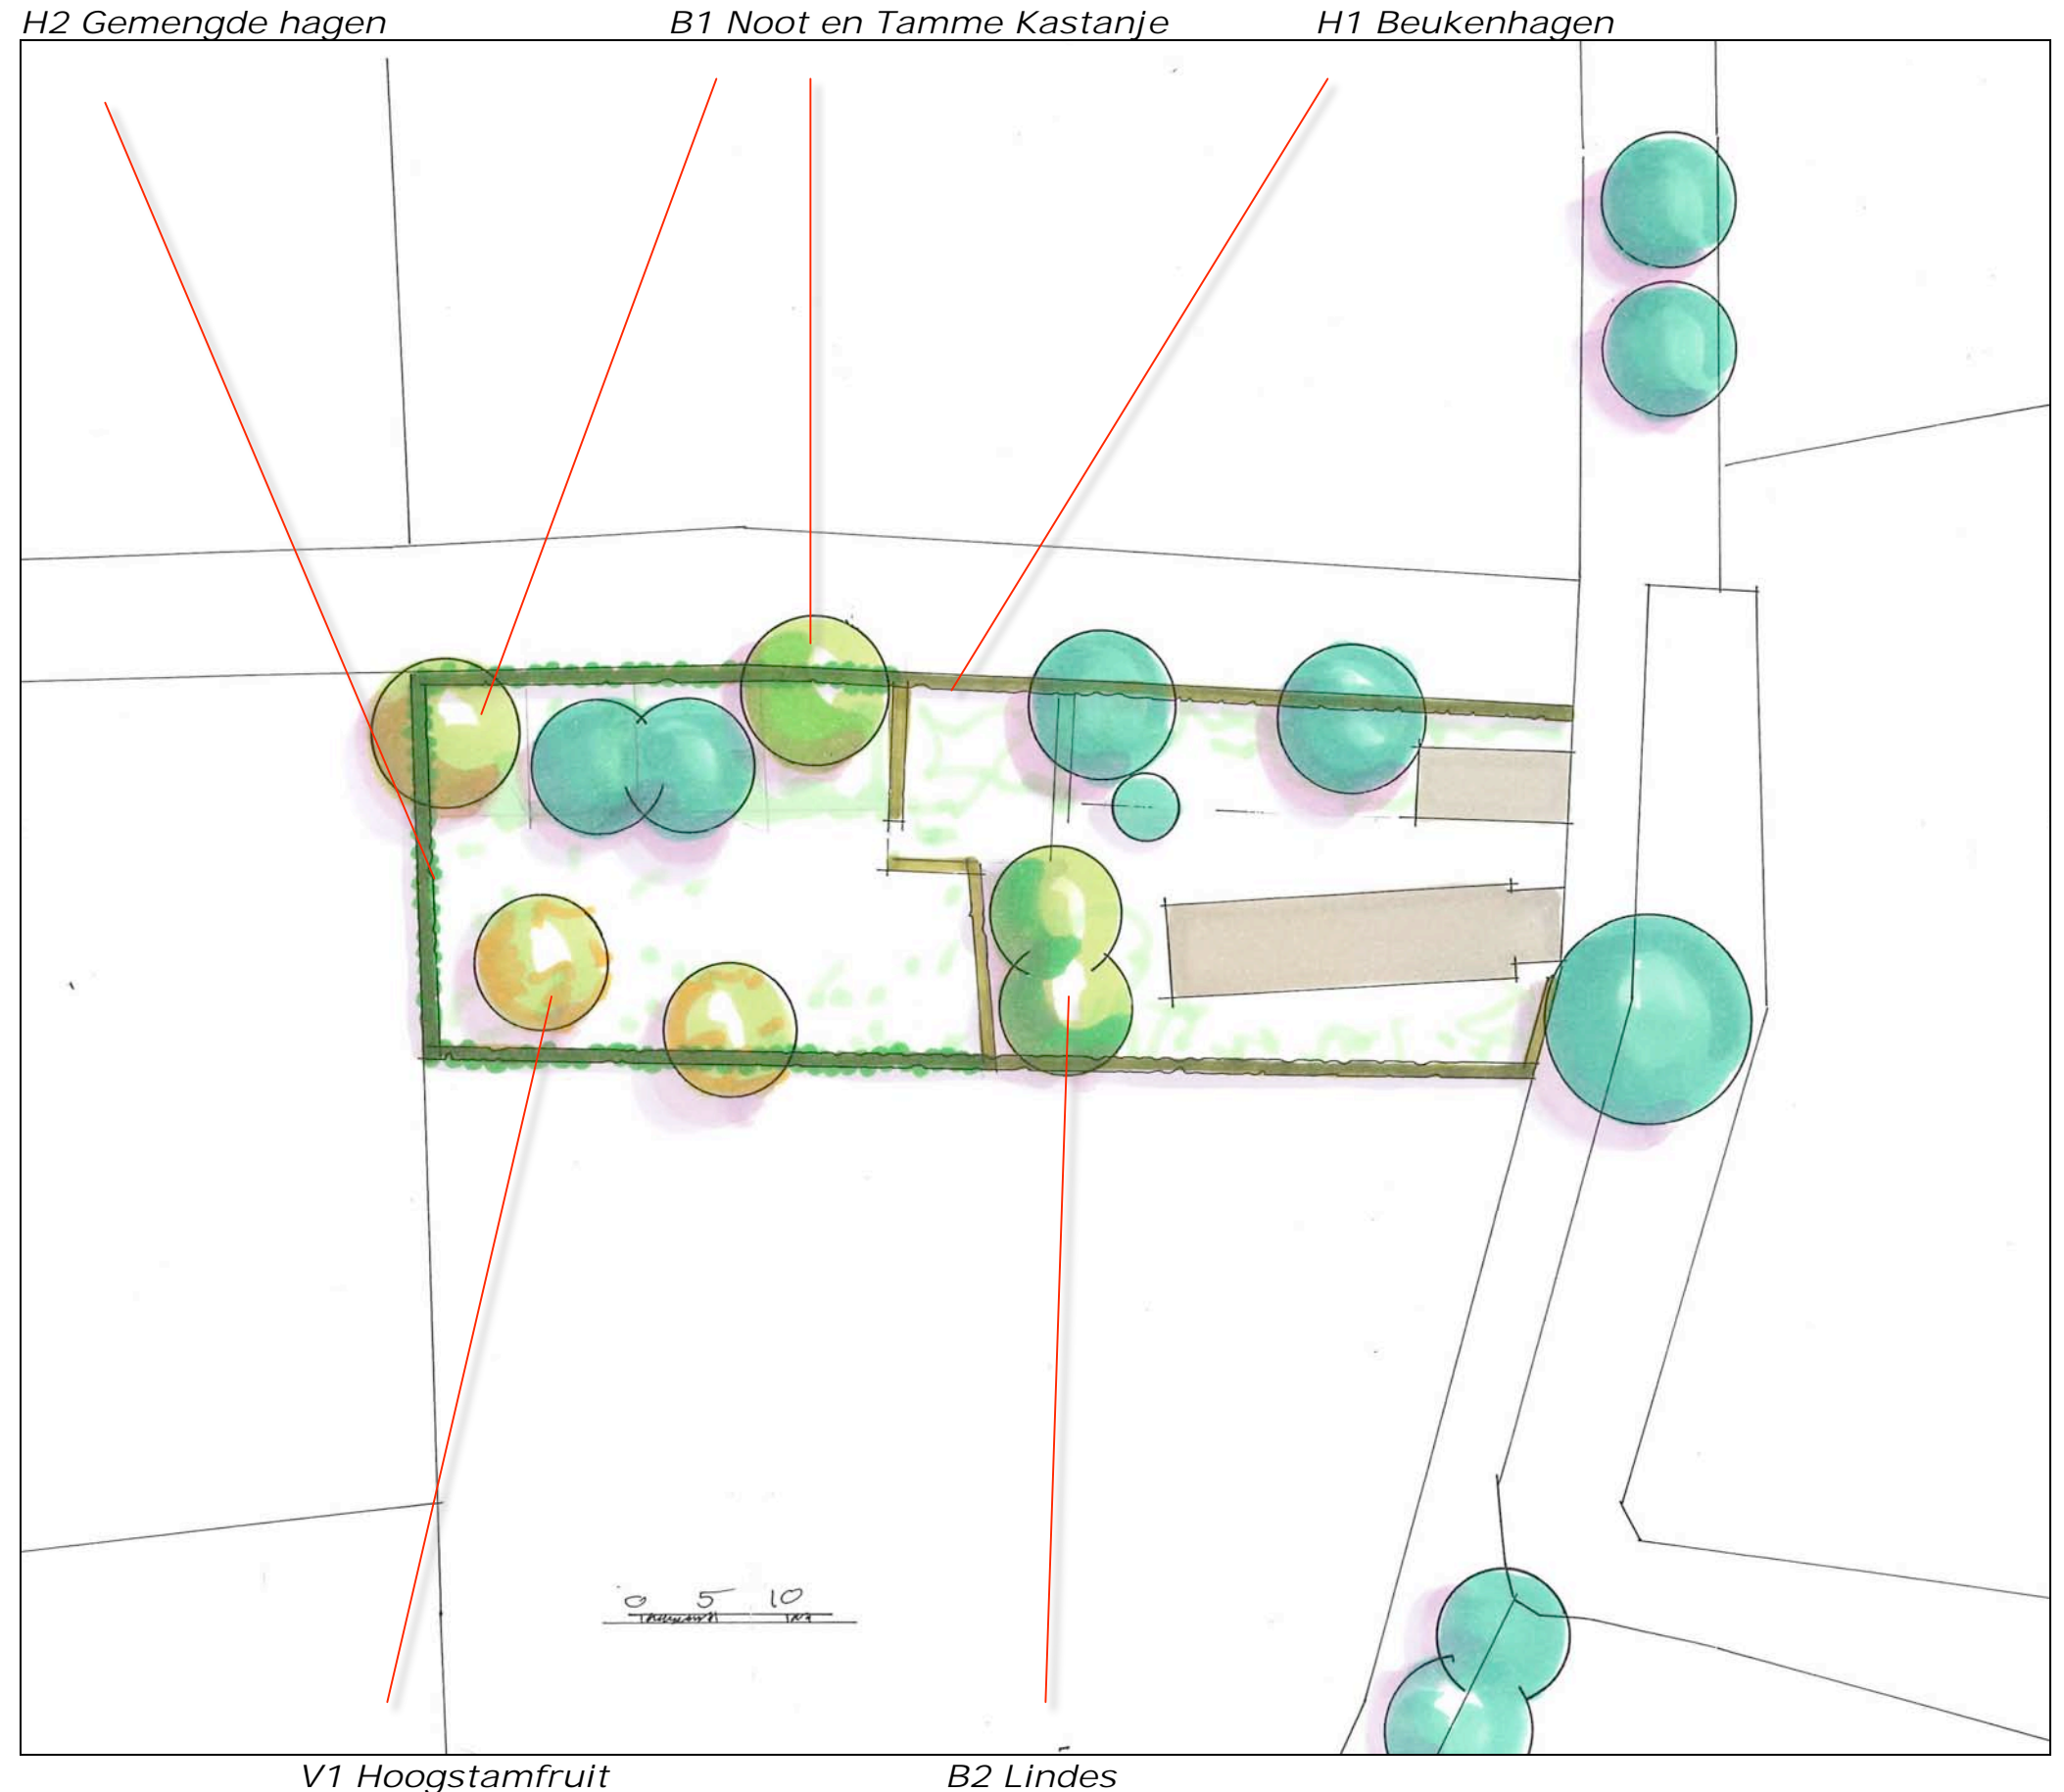 H2 Gemengde hagen
B1 Noot en Tamme Kastanje
H1 Beukenhagen
0 5 10
V1 Hoogstamfruit
B2 Lindes